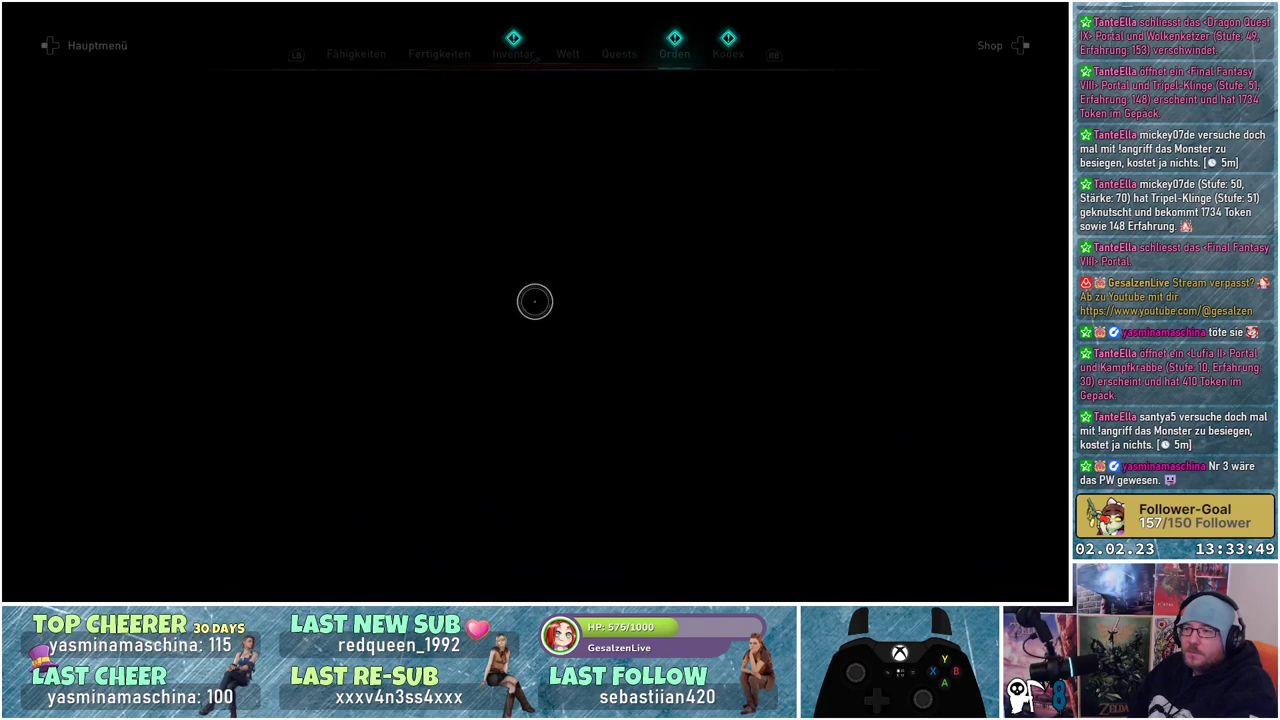 Hauptmenü
LB
Fähigkeiten
Fertigkeiten
Inventar
Welt
Quests
Orden
Kodex
RB
Shop
TanteElla schliesst das <Dragon Quest
IX> Portal und Wolkenketzer (Stufe: 49,
Erfahrung: 153) verschwindet.
TanteElla öffnet ein <Final Fantasy
VIII> Portal und Tripel-Klinge (Stufe: 51,
Erfahrung: 148) erscheint und hat 1734
Token im Gepäck.
TanteElla mickey07de versuche doch
mal mit !angriff das Monster zu
besiegen, kostet ja nichts. [🕒 5m]
TanteElla mickey07de (Stufe: 50,
Stärke: 70) hat Tripel-Klinge (Stufe: 51)
geknutscht und bekommt 1734 Token
sowie 148 Erfahrung.
TanteElla schliesst das <Final Fantasy
VIII> Portal.
GesalzenLive Stream verpasst?
Ab zu Youtube mit dir
https://www.youtube.com/@gesalzen
yasminamaschina töte sie
TanteElla öffnet ein <Lufia II> Portal
und Kampfkrabbe (Stufe: 10, Erfahrung:
30) erscheint und hat 410 Token im
Gepäck.
TanteElla santya5 versuche doch mal
mit !angriff das Monster zu besiegen,
kostet ja nichts. [🕒 5m]
yasminamaschina Nr 3 wäre
das PW gewesen.
Follower-Goal
157/150 Follower
02.02.23 13:33:49
TOP CHEERER 30 DAYS
yasminamaschina: 115
LAST CHEER
yasminamaschina: 100
LAST NEW SUB
redqueen_1992
LAST RE-SUB
xxxv4n3ss4xxx
HP: 575/1000
GesalzenLive
LAST FOLLOW
sebastiian420
Y
X
B
A
ZELDA
8